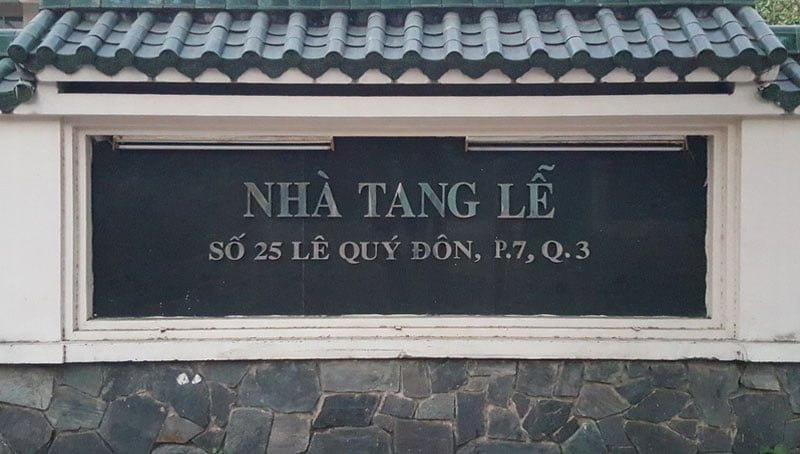 NHÀ TANG LỄ
SỐ 25 LÊ QUÝ ĐÔN, P.7, Q.3